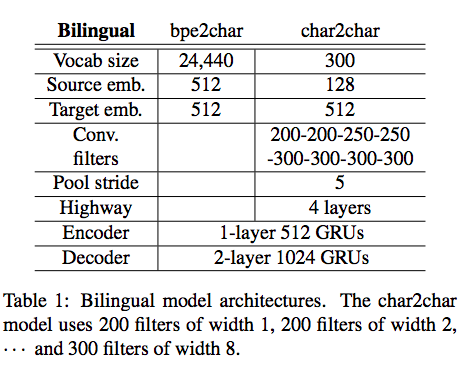 Bilingual bpe2char char2char
Vocab size 24,440 300
Source emb. 512 128
Target emb. 512 512
Conv. 200-200-250-250
filters -300-300-300-300
Pool stride 5
Highway 4 layers
Encoder 1-layer 512 GRUs
Decoder 2-layer 1024 GRUs
Table 1: Bilingual model architectures. The char2char
model uses 200 filters of width 1, 200 filters of width 2,
··· and 300 filters of width 8.